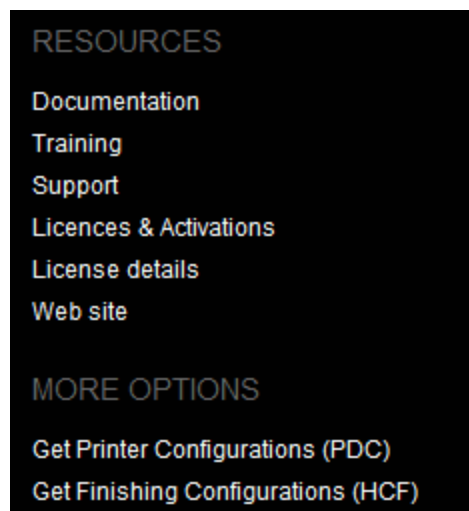 RESOURCES
Documentation
Training
Support
Licences & Activations
License details
Web site
MORE OPTIONS
Get Printer Configurations (PDC)
Get Finishing Configurations (HCF)